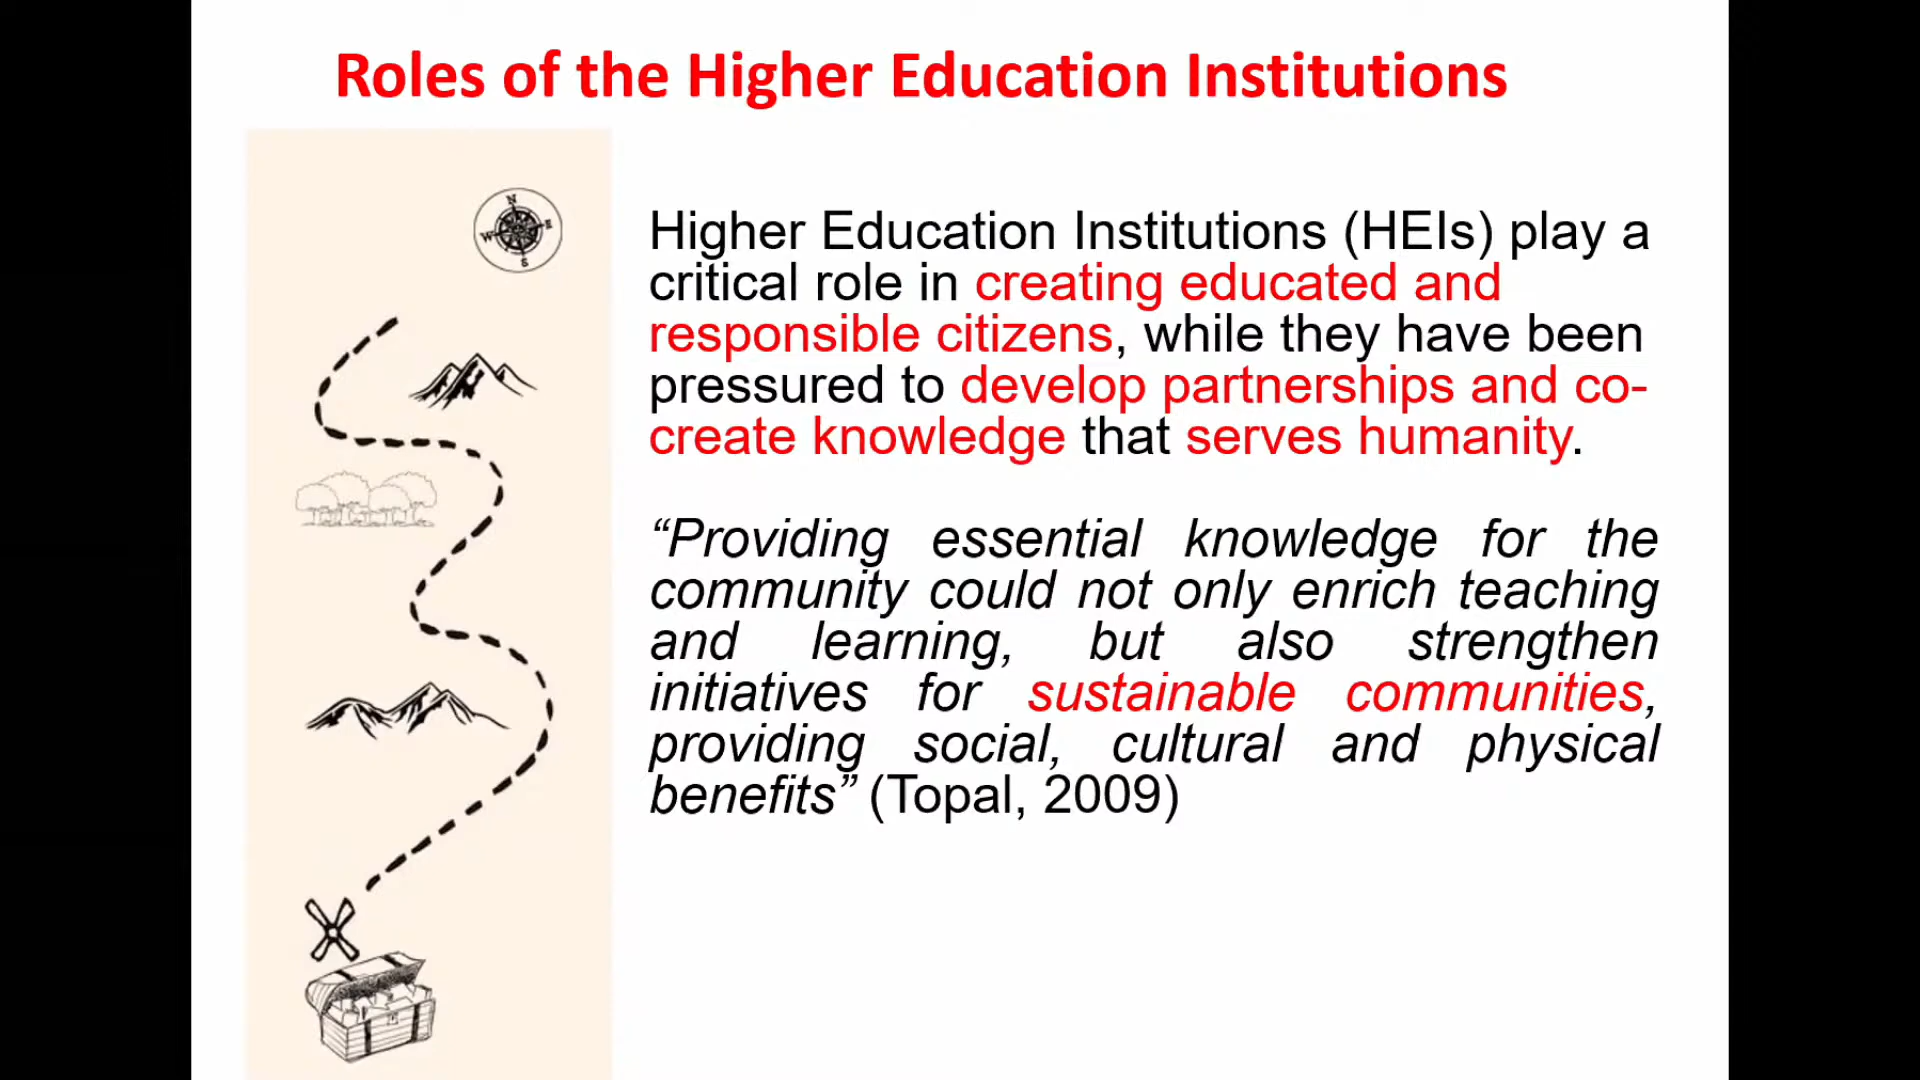 Roles of the Higher Education Institutions
N
E
W
S
Higher Education Institutions (HEIs) play a
critical role in creating educated and
responsible citizens, while they have been
pressured to develop partnerships and co-
create knowledge that serves humanity.
“Providing essential knowledge for the
community could not only enrich teaching
and learning, but also strengthen
initiatives for sustainable communities,
providing social, cultural and physical
benefits” (Topal, 2009)